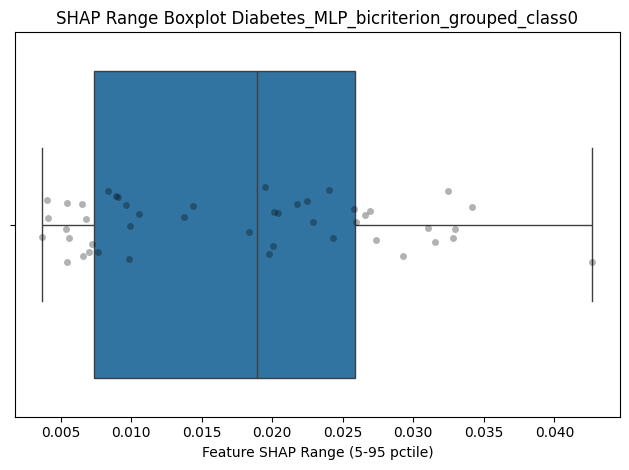 SHAP Range Boxplot Diabetes_MLP_bicriterion_grouped_class0
0.005 0.010 0.015 0.020 0.025 0.030 0.035 0.040
Feature SHAP Range (5-95 pctile)